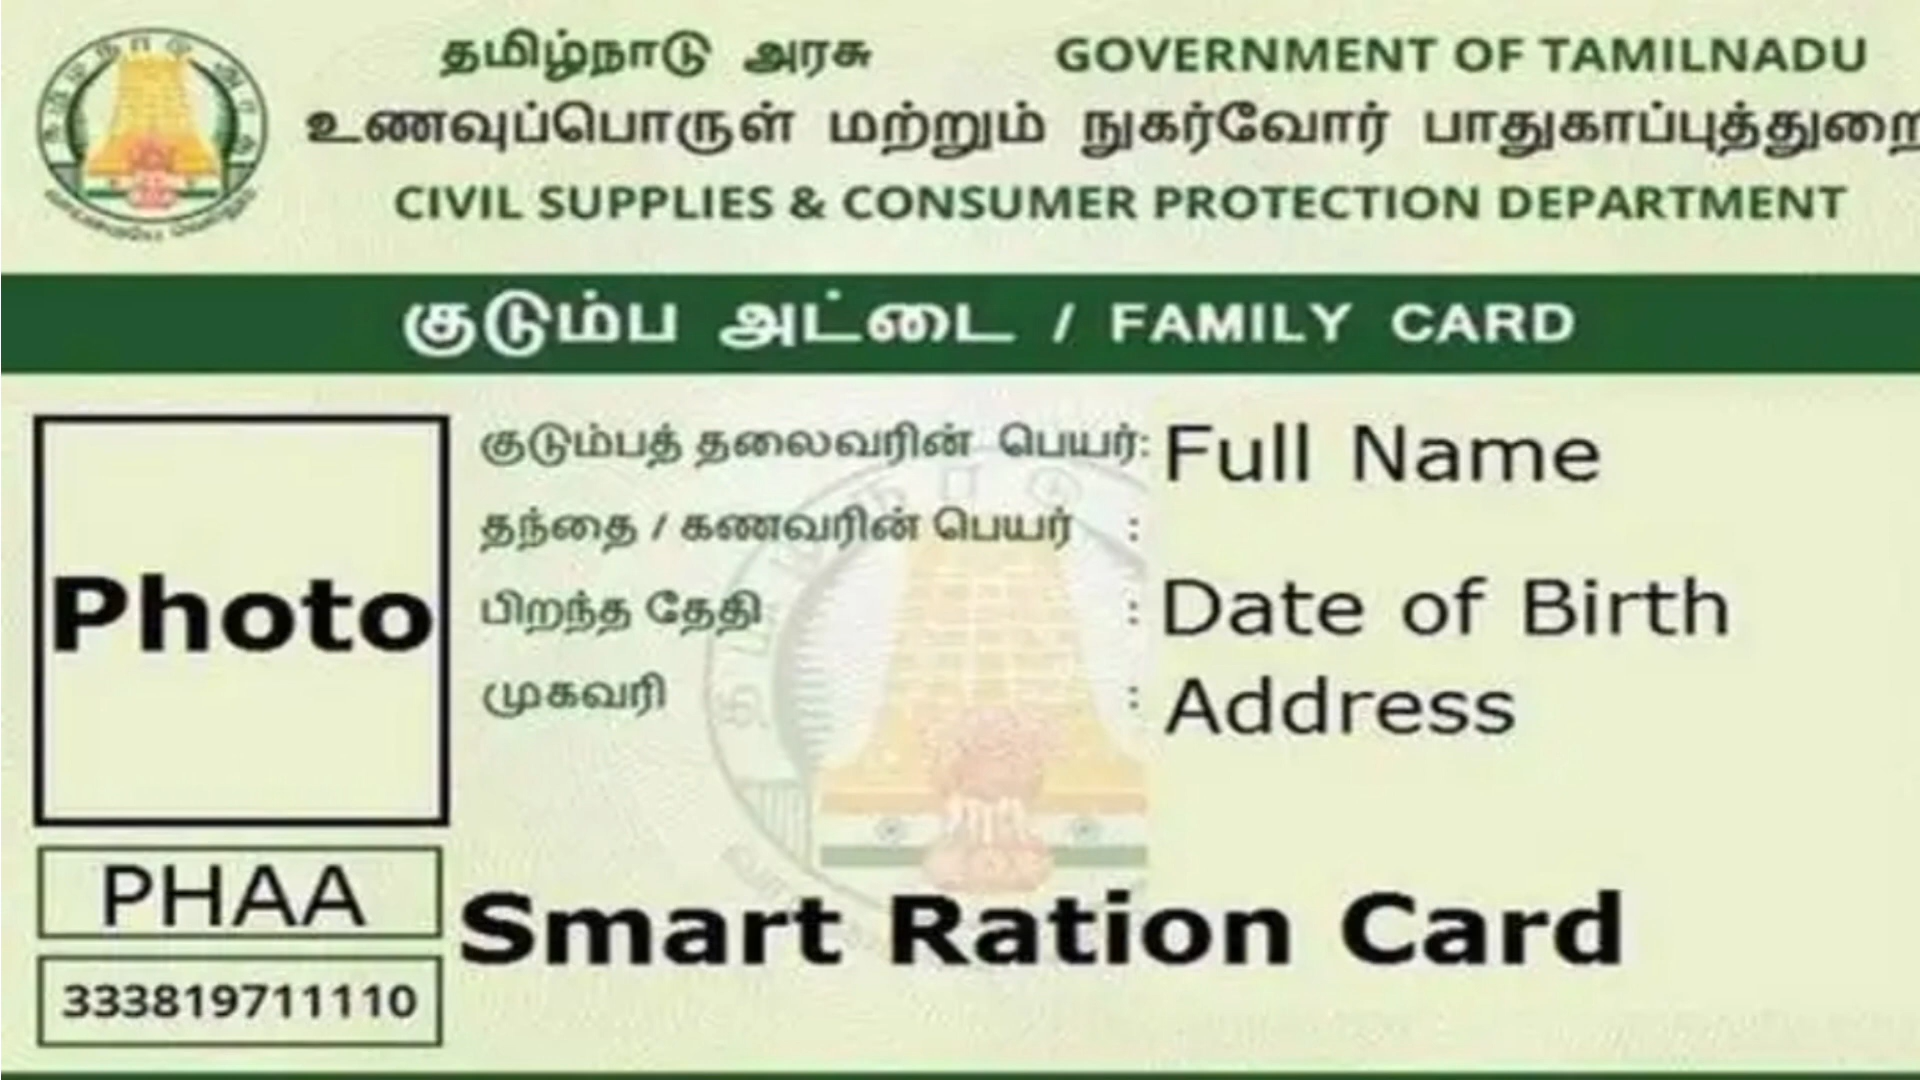 தமிழ்நாடு அரசு GOVERNMENT OF TAMILNADU
உணவுப்பொருள் மற்றும் நுகர்வோர் பாதுகாப்புத்துறை
CIVIL SUPPLIES & CONSUMER PROTECTION DEPARTMENT
குடும்ப அட்டை / FAMILY CARD
குடும்பத் தலைவரின் பெயர்: Full Name
தந்தை / கணவரின் பெயர் :
பிறந்த தேதி : Date of Birth
முகவரி : Address
Photo
PHAA
Smart Ration Card
333819711110